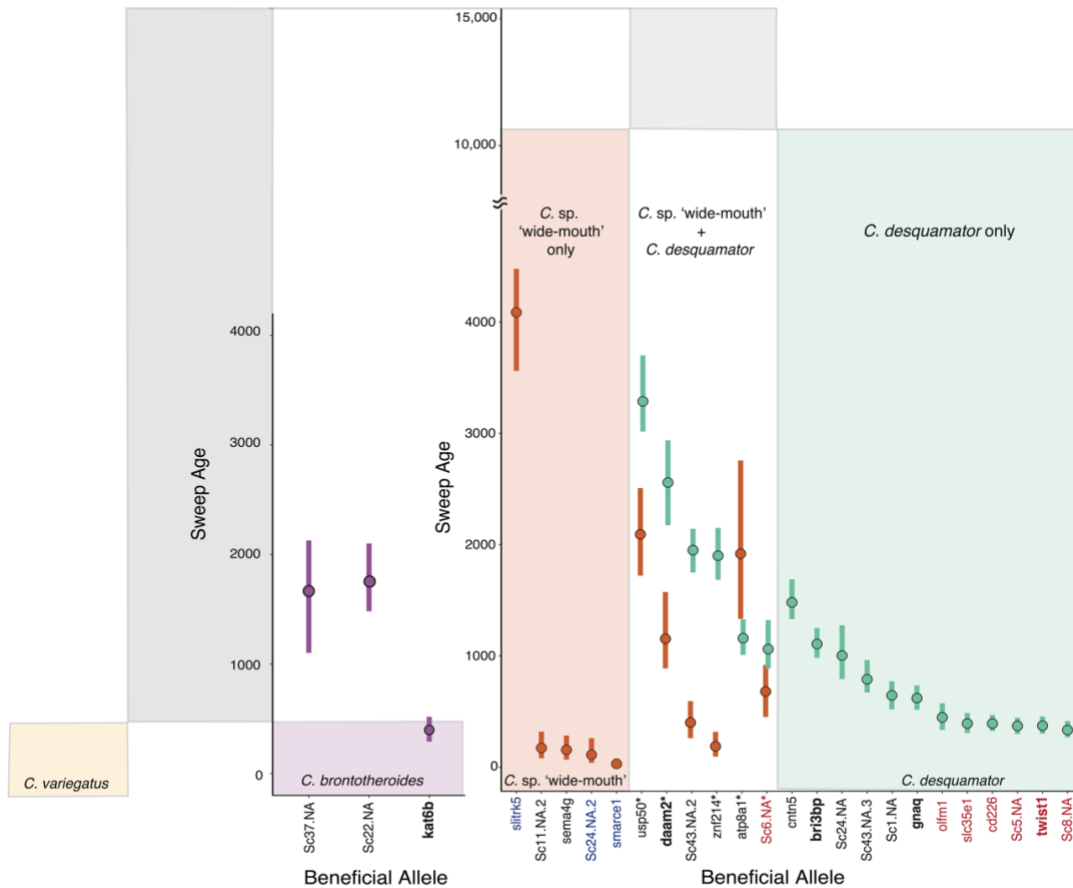 15,000
10,000
C. sp.
'wide-mouth'
only
C. sp. 'wide-mouth'
+
C. desquamator
C. desquamator only
4000
3000
2000
1000
0
Sweep Age
4000
3000
2000
1000
0
Sweep Age
C. variegatus
C. brontotheroides
C. sp. 'wide-mouth'
C. desquamator
Sc37.NA
Sc22.NA
kat6b
slitrk5
Sc11.NA.2
sema4g
Sc24.NA.2
smarce1
usp50*
daam2*
Sc43.NA.2
znf214*
atp8a1*
Sc6.NA*
cntn5
bri3bp
Sc24.NA
Sc43.NA.3
Sc1.NA
gnaq
olfm1
slc35e1
cd226
Sc5.NA
twist1
Sc8.NA
Beneficial Allele
Beneficial Allele